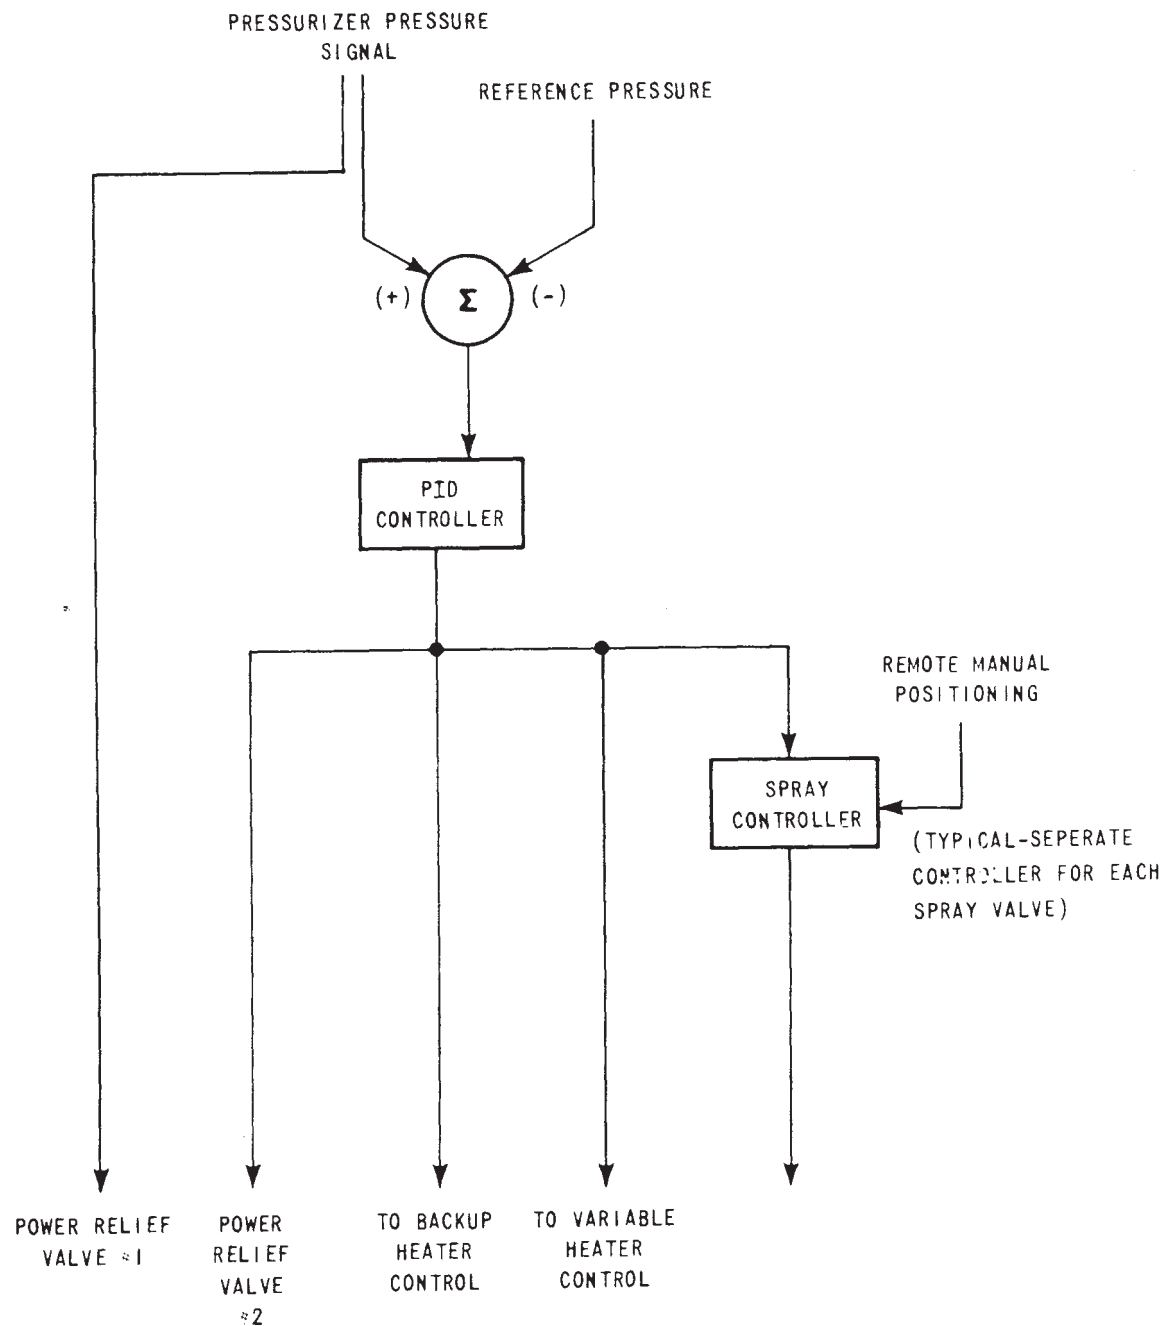 PRESSURIZER PRESSURE
SIGNAL
REFERENCE PRESSURE
(+)
Σ
(-)
PID
CONTROLLER
REMOTE MANUAL
POSITIONING
SPRAY
CONTROLLER
(TYPICAL-SEPERATE
CONTROLLER FOR EACH
SPRAY VALVE)
POWER RELIEF
VALVE #1
POWER
RELIEF
VALVE
#2
TO BACKUP
HEATER
CONTROL
TO VARIABLE
HEATER
CONTROL